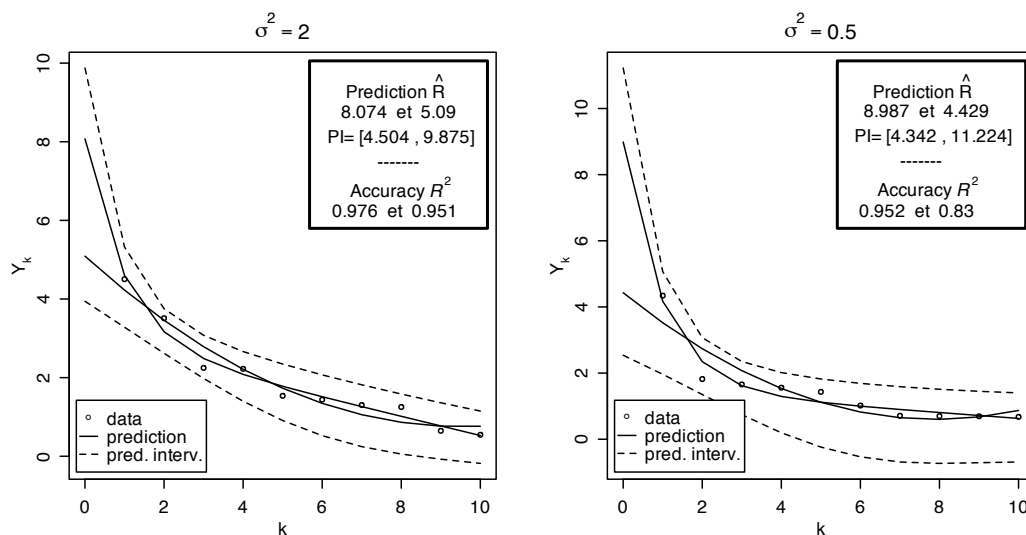 σ² = 2
Prediction R̂
8.074 et 5.09
PI= [4.504 , 9.875]
-------
Accuracy R²
0.976 et 0.951
Y_k
10
8
6
4
2
0
data
prediction
pred. interv.
0 2 4 6 8 10
k
σ² = 0.5
Prediction R̂
8.987 et 4.429
PI= [4.342 , 11.224]
-------
Accuracy R²
0.952 et 0.83
Y_k
10
8
6
4
2
0
data
prediction
pred. interv.
0 2 4 6 8 10
k